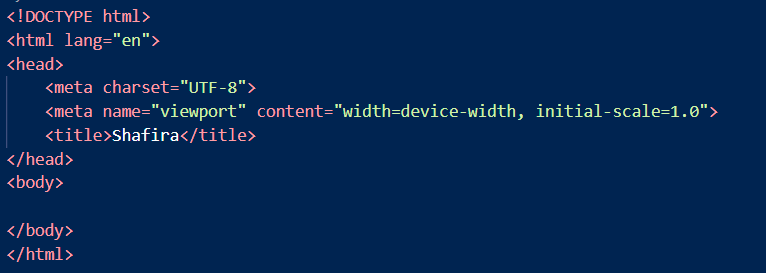 <!DOCTYPE html>
<html lang="en">
<head>
    <meta charset="UTF-8">
    <meta name="viewport" content="width=device-width, initial-scale=1.0">
    <title>Shafira</title>
</head>
<body>

</body>
</html>